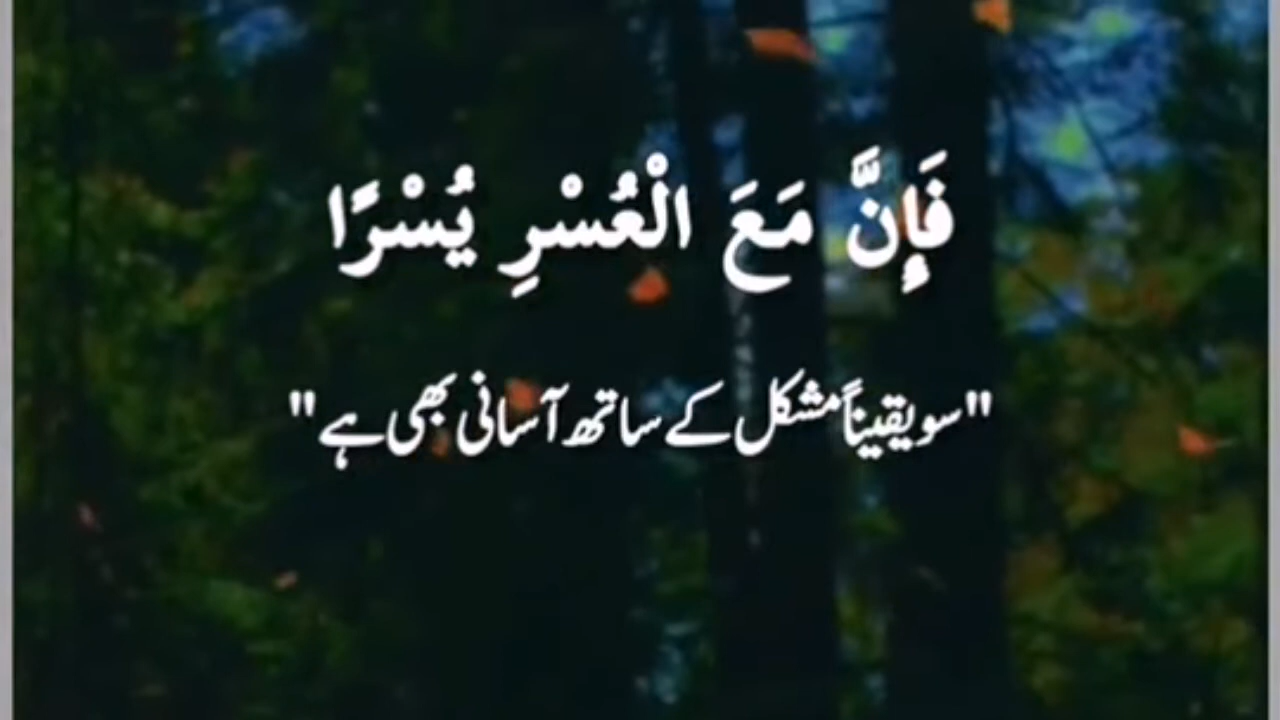 فَإِنَّ مَعَ الْعُسْرِ يُسْرًا
"سو یقیناً مشکل کے ساتھ آسانی بھی ہے"